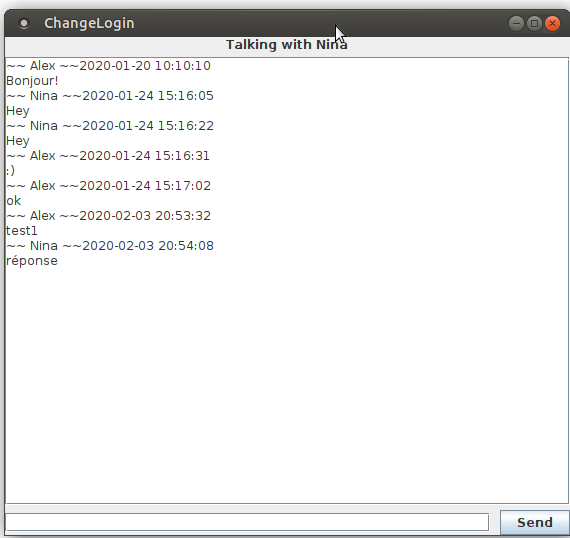 ChangeLogin
Talking with Nina
~~ Alex ~~2020-01-20 10:10:10
Bonjour!
~~ Nina ~~2020-01-24 15:16:05
Hey
~~ Nina ~~2020-01-24 15:16:22
Hey
~~ Alex ~~2020-01-24 15:16:31
:)
~~ Alex ~~2020-01-24 15:17:02
ok
~~ Alex ~~2020-02-03 20:53:32
test1
~~ Nina ~~2020-02-03 20:54:08
réponse
Send